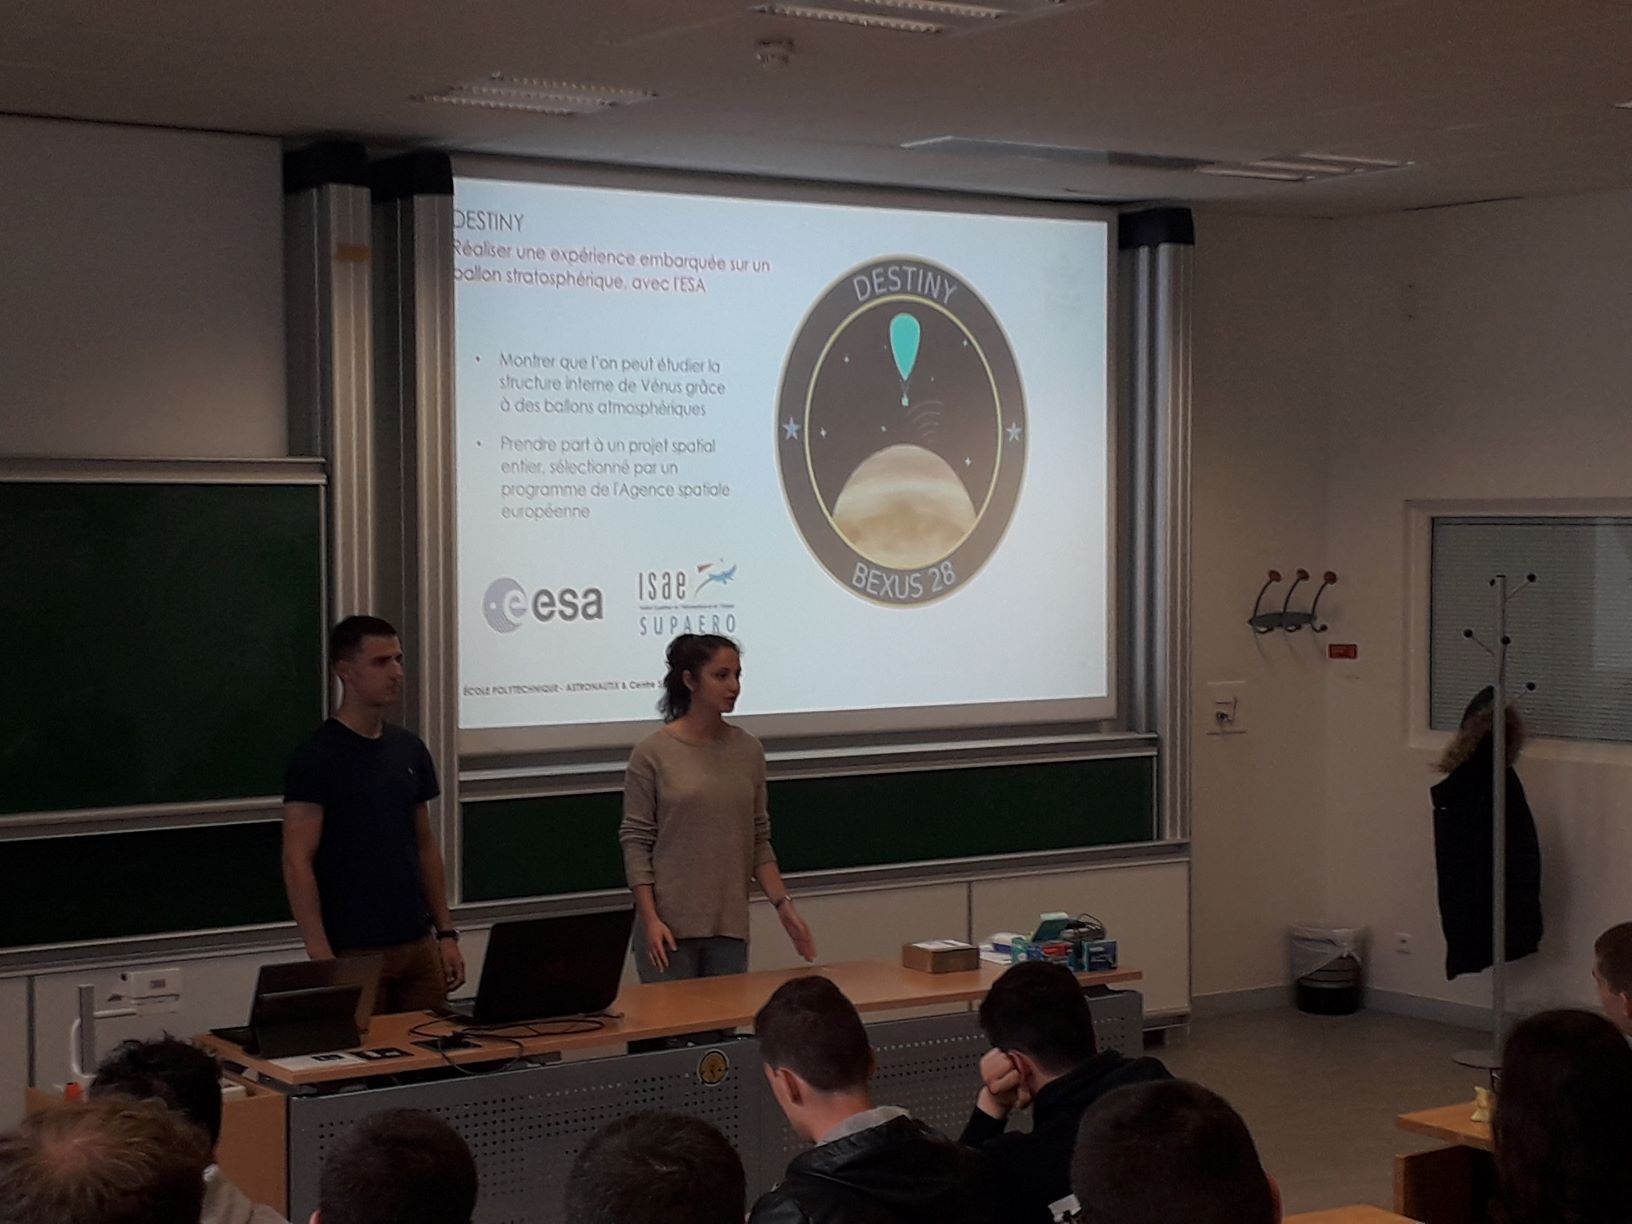 DESTINY
Réaliser une expérience embarquée sur un
ballon stratosphérique, avec l'ESA
• Montrer que l'on peut étudier la
structure interne de Vénus grâce
à des ballons atmosphériques
• Prendre part à un projet spatial
entier, sélectionné par un
programme de l'Agence spatiale
européenne
DESTINY
BEXUS 28
esa
isae
SUPAERO
ÉCOLE POLYTECHNIQUE - ASTRONAUTIX & Centre